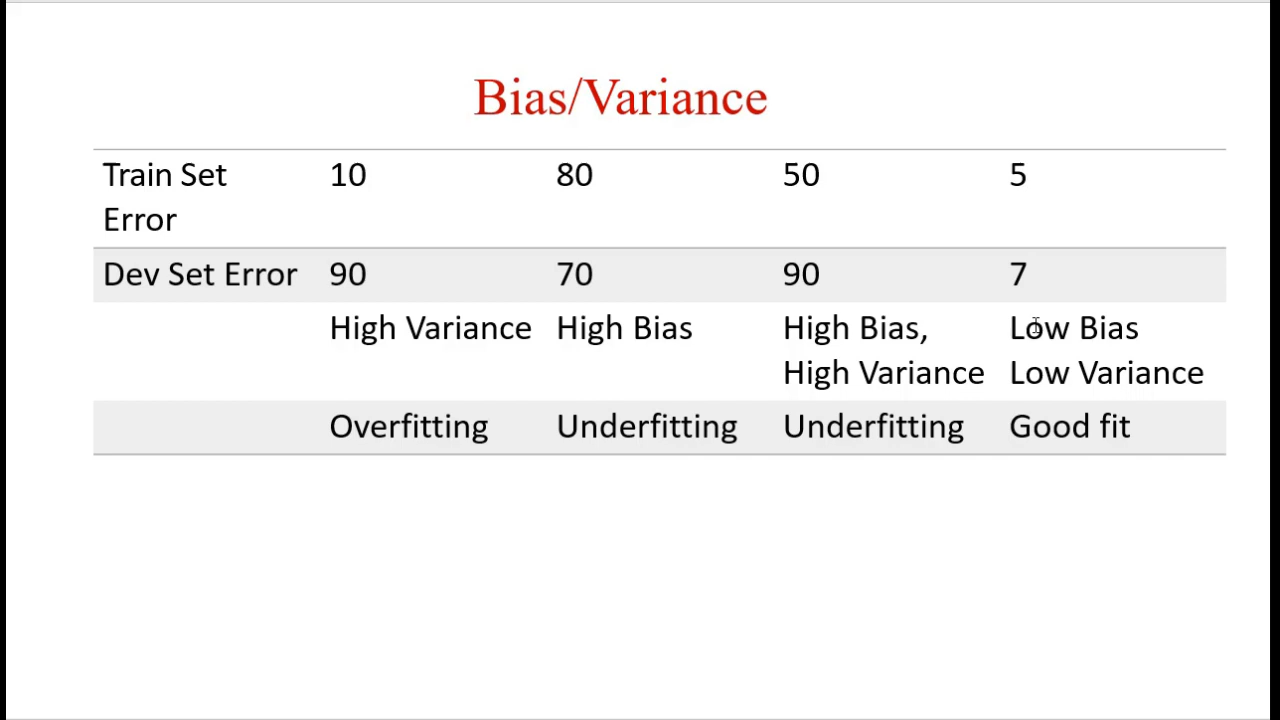 Bias/Variance
Train Set Error 10 80 50 5
Dev Set Error 90 70 90 7
High Variance High Bias High Bias, High Variance Low Bias Low Variance
Overfitting Underfitting Underfitting Good fit